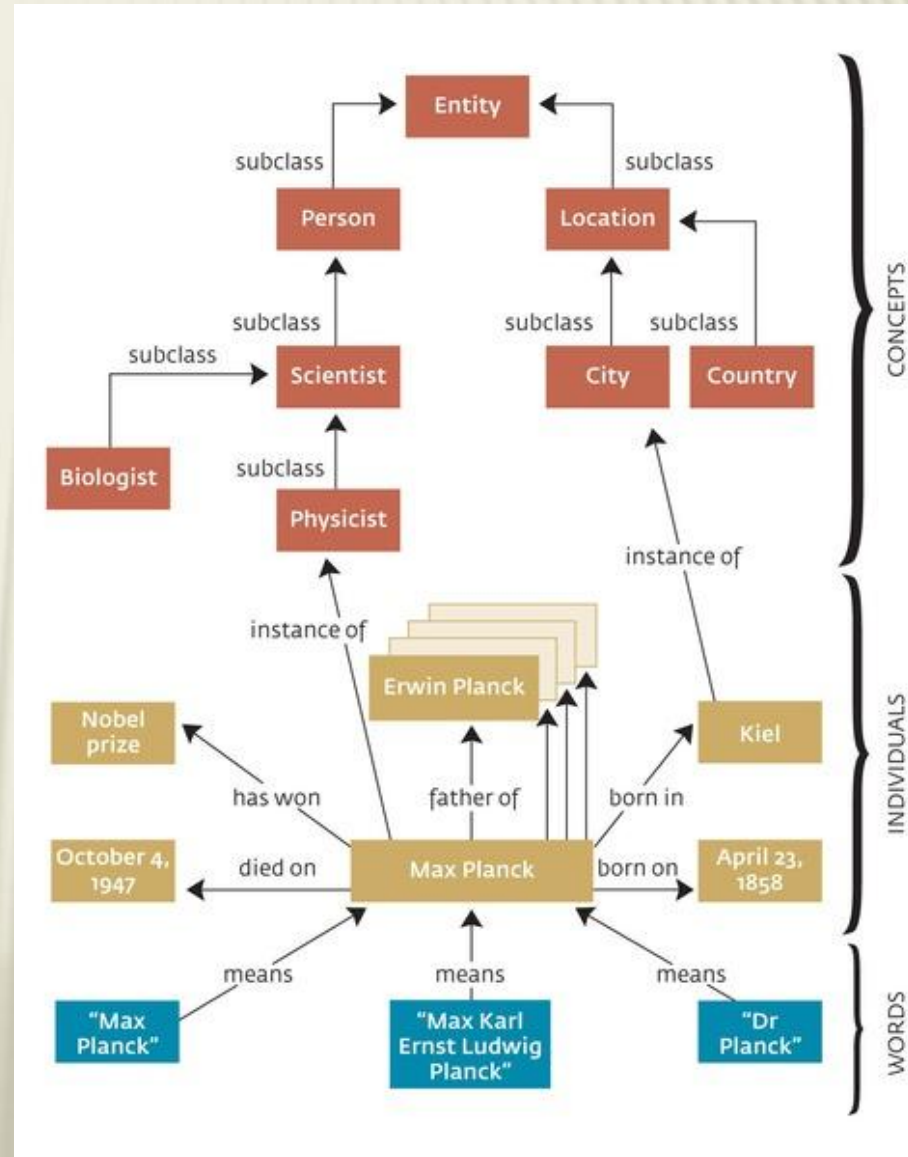 Entity
subclass
subclass
Person
Location
subclass
subclass
subclass
subclass
Scientist
City
Country
Biologist
subclass
Physicist
CONCEPTS
instance of
instance of
Erwin Planck
Nobel
prize
Kiel
has won
father of
born in
October 4,
1947
died on
Max Planck
born on
April 23,
1858
INDIVIDUALS
means
means
means
"Max
Planck"
"Max Karl
Ernst Ludwig
Planck"
"Dr
Planck"
WORDS